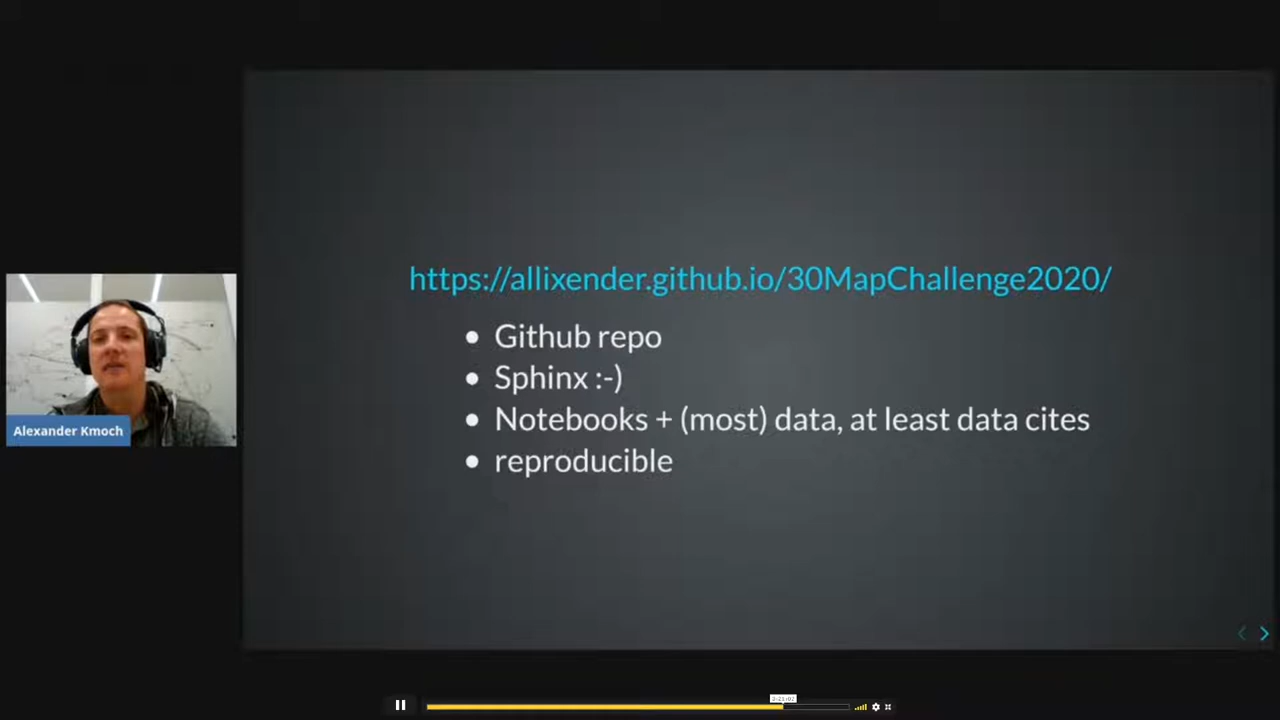 https://allixender.github.io/30MapChallenge2020/
Github repo
Sphinx :-)
Notebooks + (most) data, at least data cites
reproducible
Alexander Kmoch